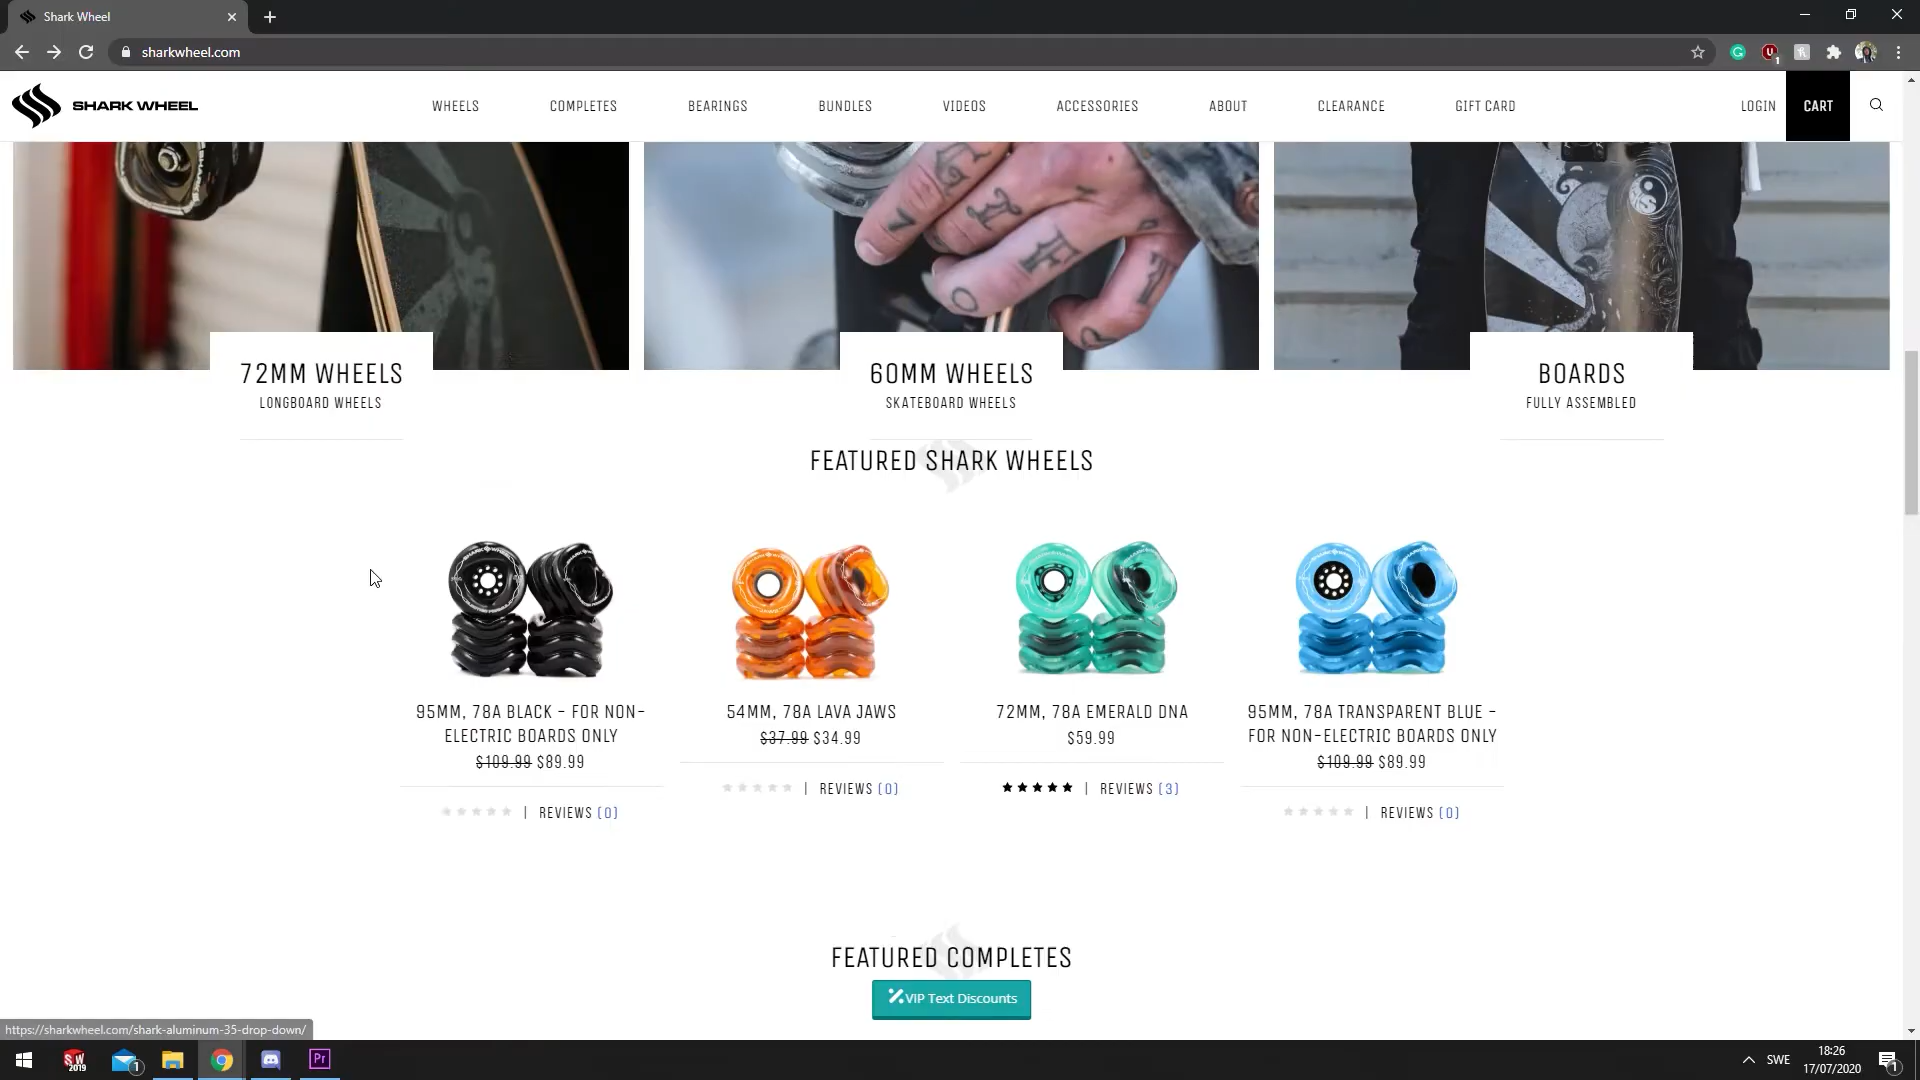 Shark Wheel
sharkwheel.com
SHARK WHEEL
WHEELS
COMPLETES
BEARINGS
BUNDLES
VIDEOS
ACCESSORIES
ABOUT
CLEARANCE
GIFT CARD
LOGIN
CART
72MM WHEELS
LONGBOARD WHEELS
60MM WHEELS
SKATEBOARD WHEELS
BOARDS
FULLY ASSEMBLED
FEATURED SHARK WHEELS
95MM, 78A BLACK - FOR NON-
ELECTRIC BOARDS ONLY
$109.99 $89.99
REVIEWS (0)
54MM, 78A LAVA JAWS
$37.99 $34.99
| REVIEWS (0)
72MM, 78A EMERALD DNA
$59.99
| REVIEWS (3)
95MM, 78A TRANSPARENT BLUE -
FOR NON-ELECTRIC BOARDS ONLY
$109.99 $89.99
| REVIEWS (0)
FEATURED COMPLETES
VIP Text Discounts
https://sharkwheel.com/shark-aluminum-35-drop-down/
SW
2019
1
Pr
SWE
18:26
17/07/2020
1